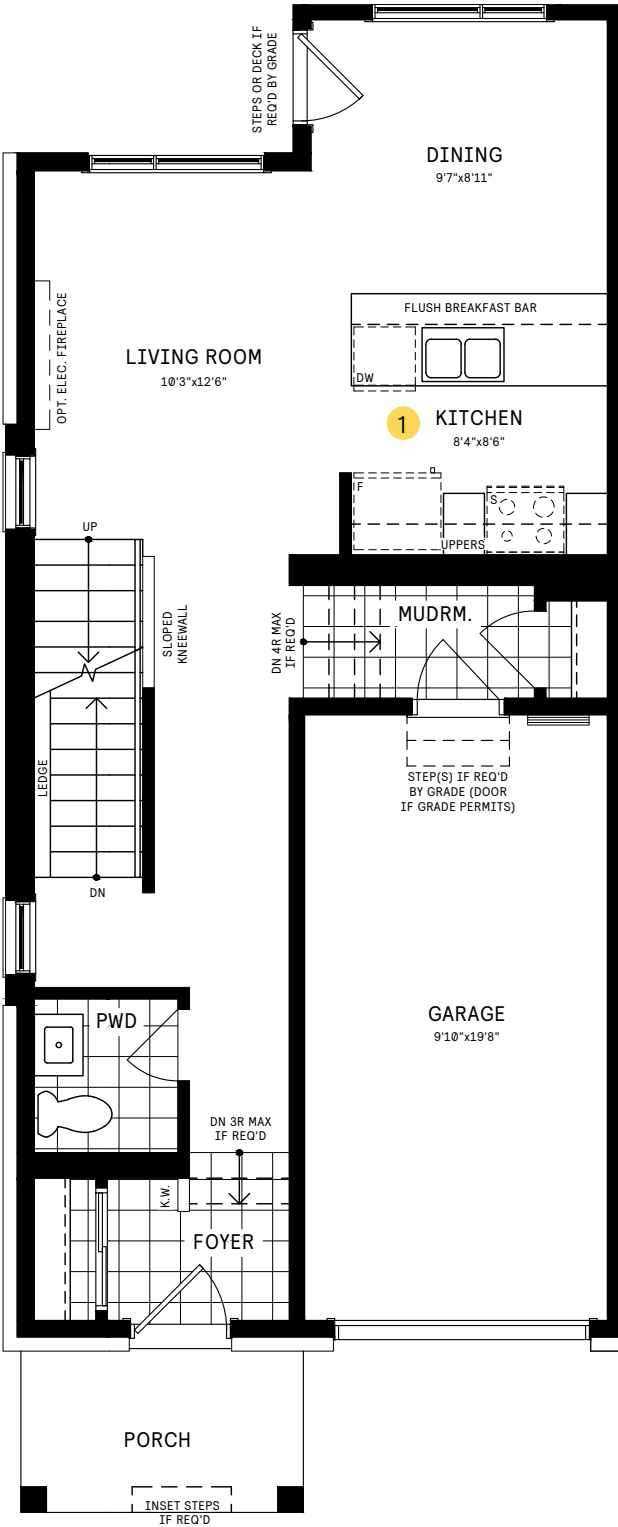 STEPS OR DECK IF
REQ'D BY GRADE
DINING
9'7"x8'11"
FLUSH BREAKFAST BAR
OPT. ELEC. FIREPLACE
LIVING ROOM
10'3"x12'6"
DW
1
KITCHEN
8'4"x8'6"
F
S
UPPERS
UP
SLOPED
KNEEWALL
DN 4R MAX
IF REQ'D
MUDRM.
LEDGE
STEP(S) IF REQ'D
BY GRADE (DOOR
IF GRADE PERMITS)
DN
PWD
GARAGE
9'10"x19'8"
DN 3R MAX
IF REQ'D
K.W.
FOYER
PORCH
INSET STEPS
IF REQ'D